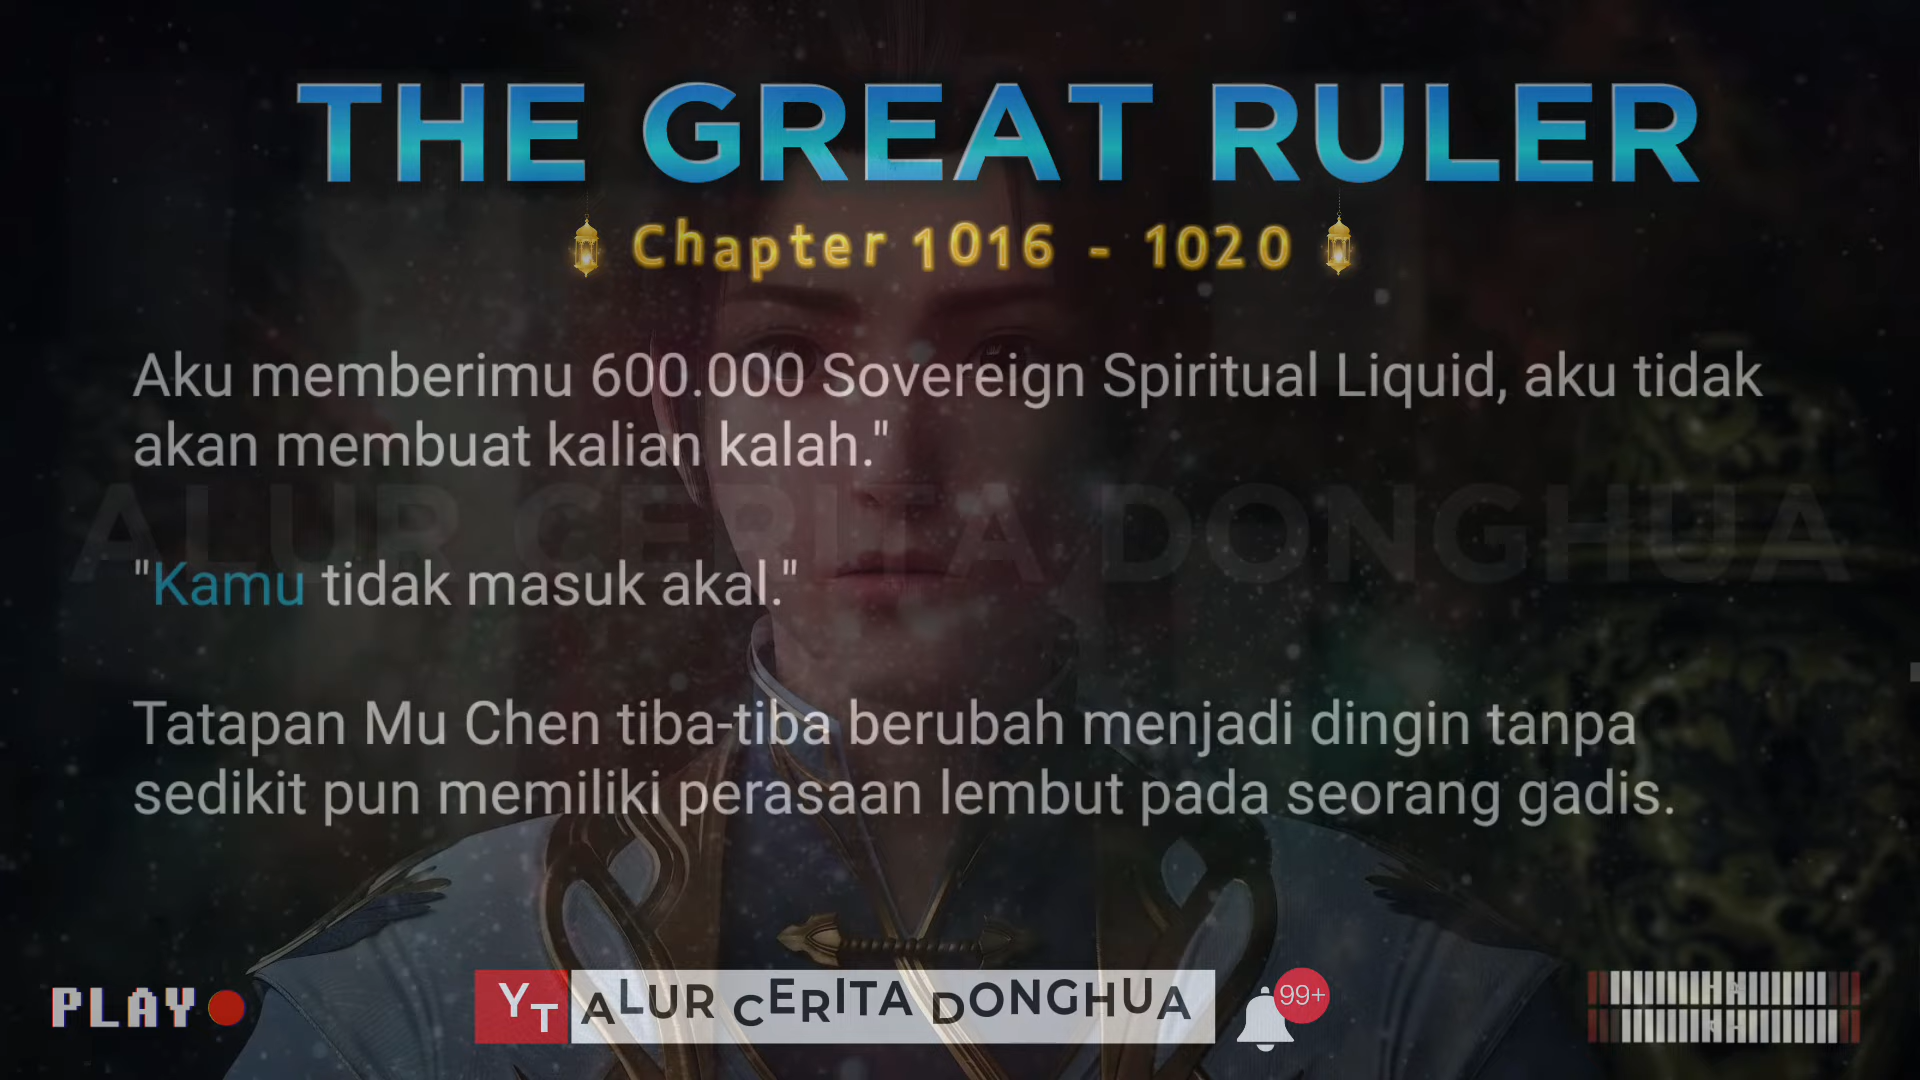 THE GREAT RULER
Chapter 1016 - 1020
Aku memberimu 600.000 Sovereign Spiritual Liquid, aku tidak
akan membuat kalian kalah."
ALUR CERITA DONGHUA
"Kamu tidak masuk akal."
Tatapan Mu Chen tiba-tiba berubah menjadi dingin tanpa
sedikit pun memiliki perasaan lembut pada seorang gadis.
PLAY
YT ALUR CERITA DONGHUA
99+